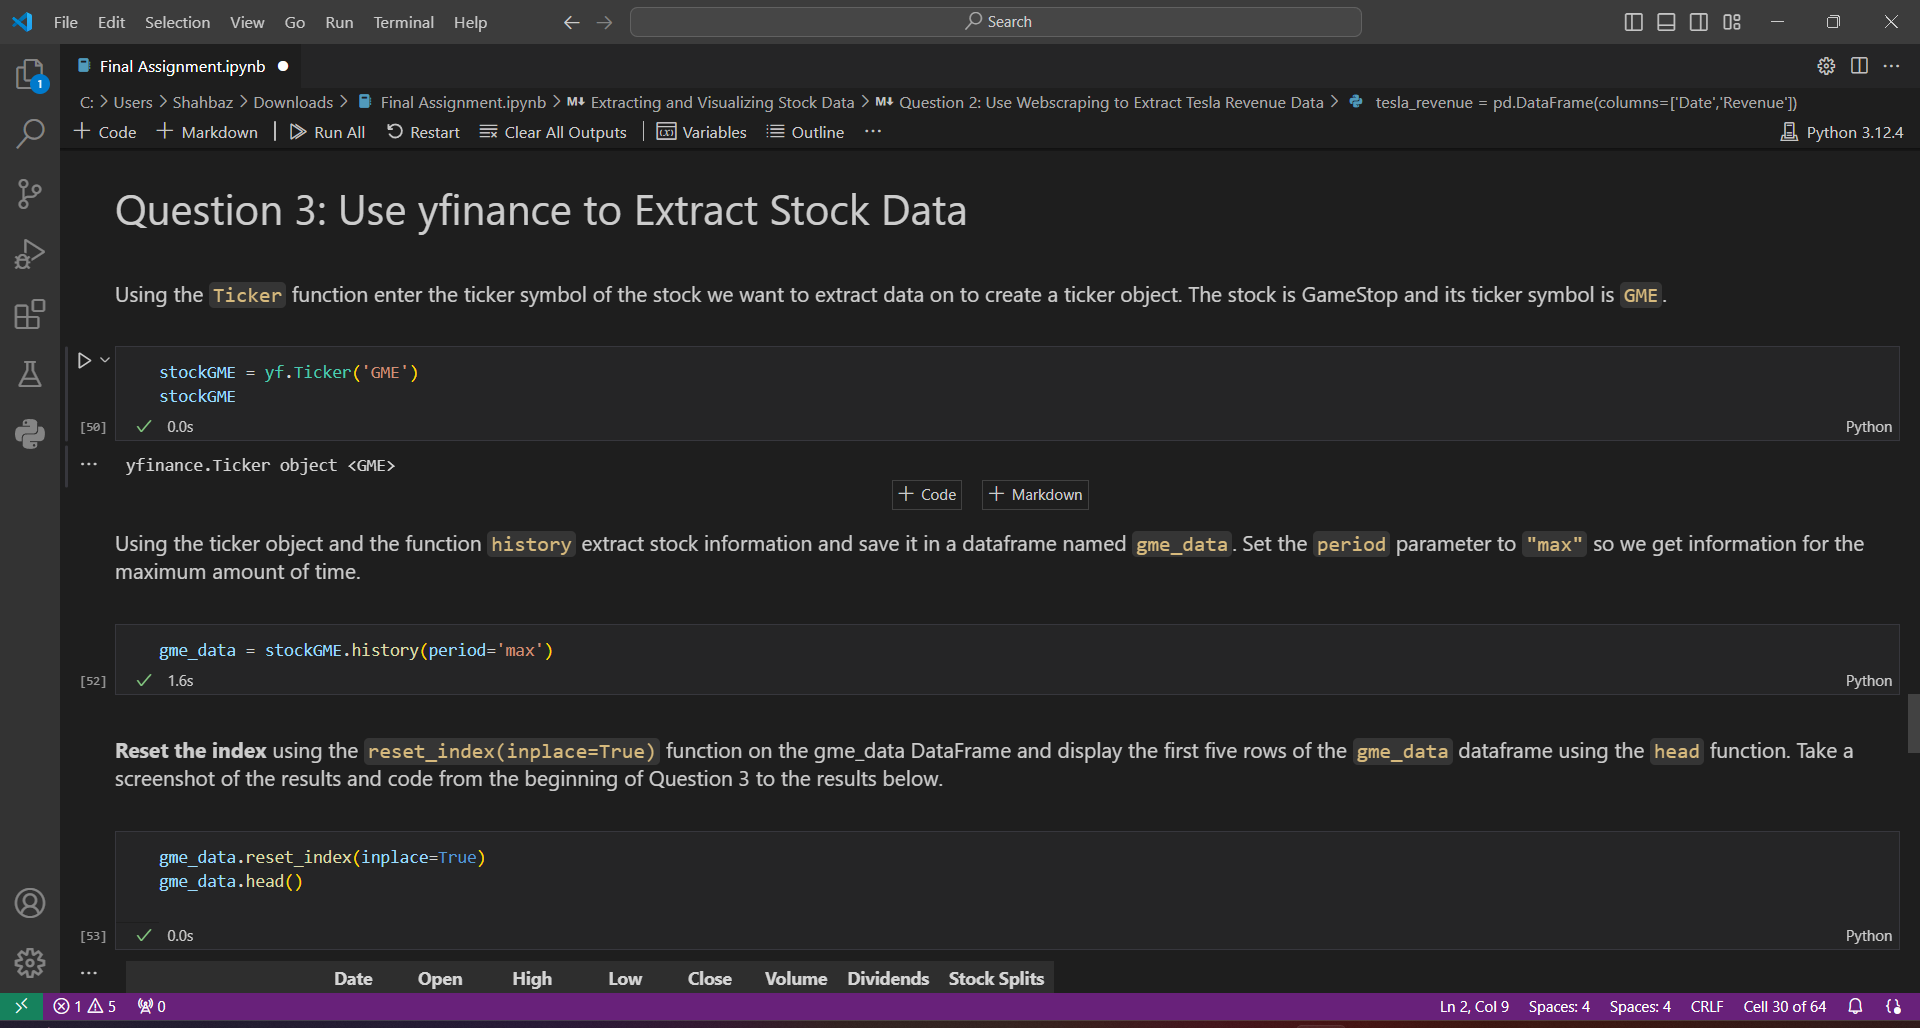 File Edit Selection View Go Run Terminal Help Search
Final Assignment.ipynb
1
C: > Users > Shahbaz > Downloads > Final Assignment.ipynb > M↓ Extracting and Visualizing Stock Data > M↓ Question 2: Use Webscraping to Extract Tesla Revenue Data > tesla_revenue = pd.DataFrame(columns=['Date','Revenue'])
+ Code + Markdown | Run All Restart Clear All Outputs | Variables Outline ··· Python 3.12.4
Question 3: Use yfinance to Extract Stock Data
Using the Ticker function enter the ticker symbol of the stock we want to extract data on to create a ticker object. The stock is GameStop and its ticker symbol is GME.
stockGME = yf.Ticker('GME')
stockGME
[50] ✓ 0.0s Python
··· yfinance.Ticker object <GME>
+ Code + Markdown
Using the ticker object and the function history extract stock information and save it in a dataframe named gme_data. Set the period parameter to "max" so we get information for the
maximum amount of time.
gme_data = stockGME.history(period='max')
[52] ✓ 1.6s Python
Reset the index using the reset_index(inplace=True) function on the gme_data DataFrame and display the first five rows of the gme_data dataframe using the head function. Take a
screenshot of the results and code from the beginning of Question 3 to the results below.
gme_data.reset_index(inplace=True)
gme_data.head()
[53] ✓ 0.0s Python
··· Date Open High Low Close Volume Dividends Stock Splits
1 5 0 Ln 2, Col 9 Spaces: 4 Spaces: 4 CRLF Cell 30 of 64